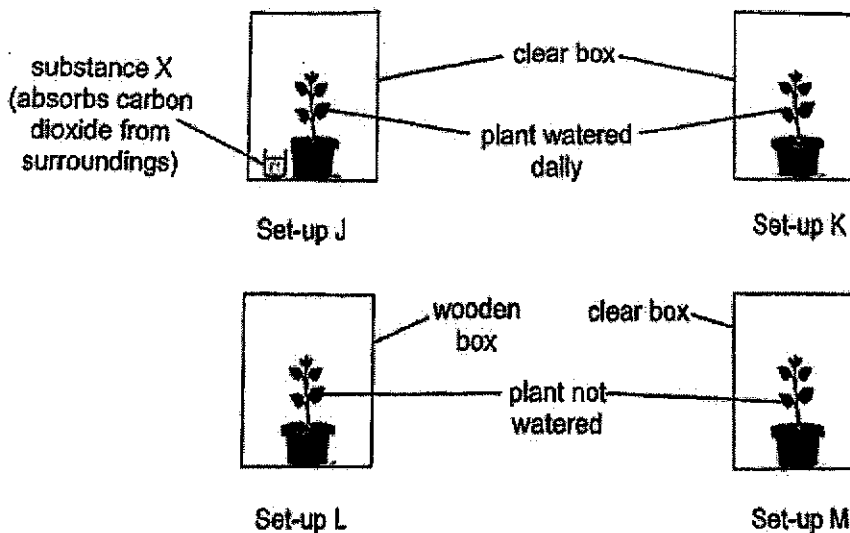 substance X
(absorbs carbon
dioxide from
surroundings)
clear box
plant watered
daily
Set-up J
Set-up K
wooden
box
clear box
plant not
watered
Set-up L
Set-up M